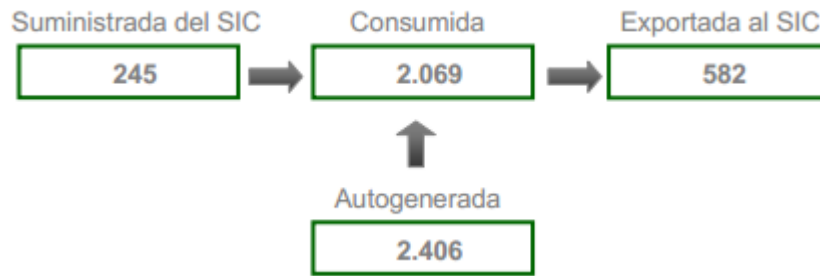 Suministrada del SIC
Consumida
Exportada al SIC
245
2.069
582
Autogenerada
2.406